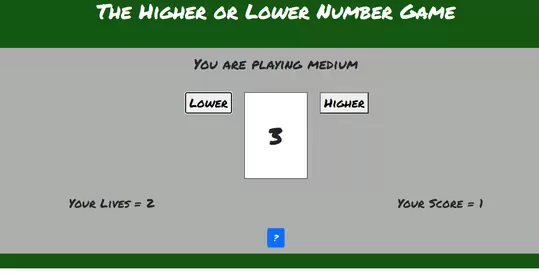 The Higher or Lower Number Game
You are playing medium
Lower
3
Higher
Your Lives = 2
Your Score = 1
?